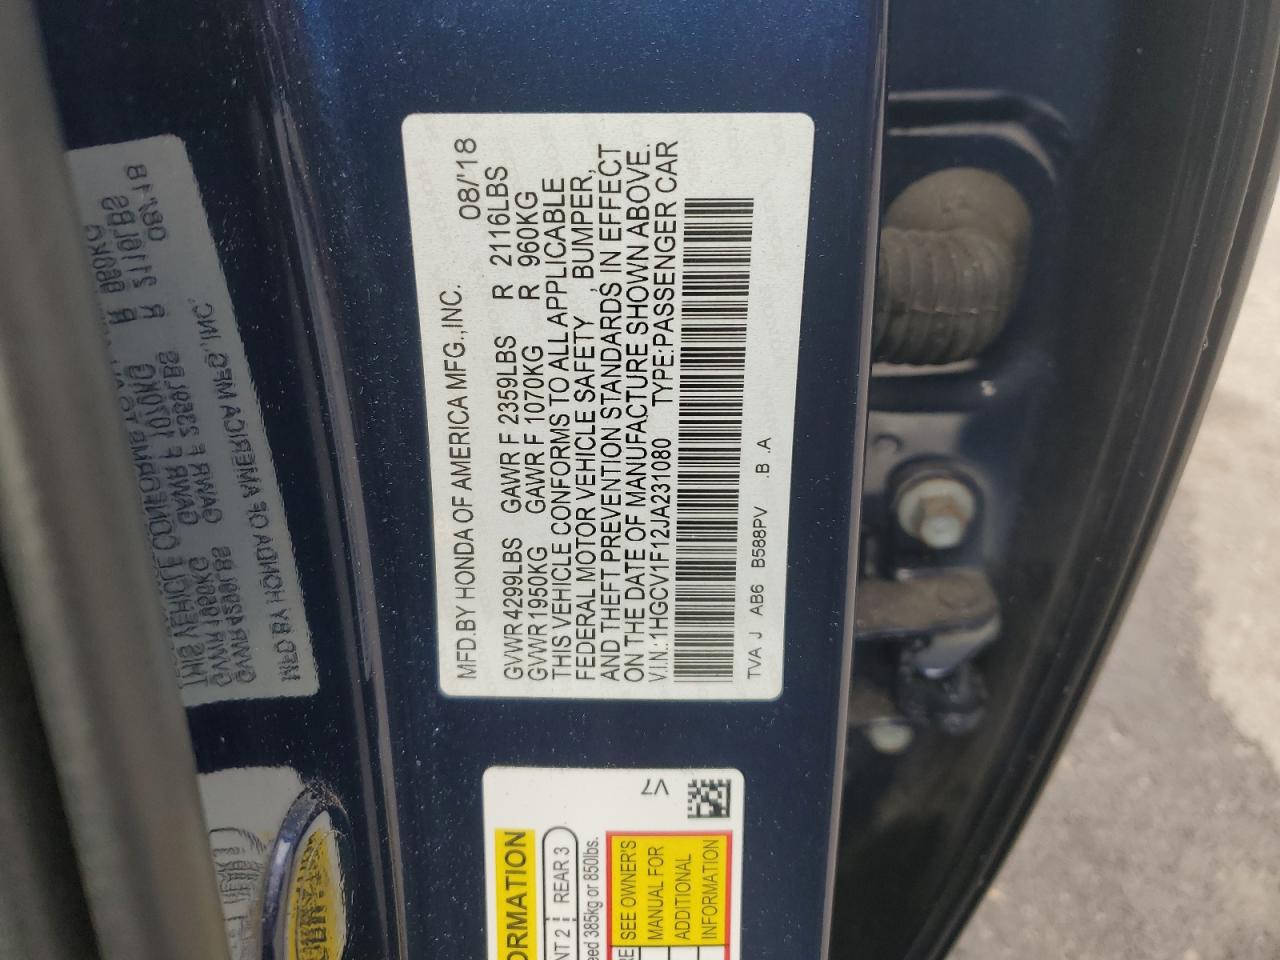 MFD.BY HONDA OF AMERICA MFG.,INC. 08/'18
GVWR 4299LBS GAWR F 2359LBS R 2116LBS
GVWR 1950KG GAWR F 1070KG R 960KG
THIS VEHICLE CONFORMS TO ALL APPLICABLE
FEDERAL MOTOR VEHICLE SAFETY , BUMPER,
AND THEFT PREVENTION STANDARDS IN EFFECT
ON THE DATE OF MANUFACTURE SHOWN ABOVE.
V.I.N.:1HGCV1F12JA231080 TYPE:PASSENGER CAR
TVA J AB6 B588PV .B .A
V7
ORMATION
NT 2 REAR 3
eed 385kg or 850lbs.
RE
SEE OWNER'S
MANUAL FOR
ADDITIONAL
INFORMATION